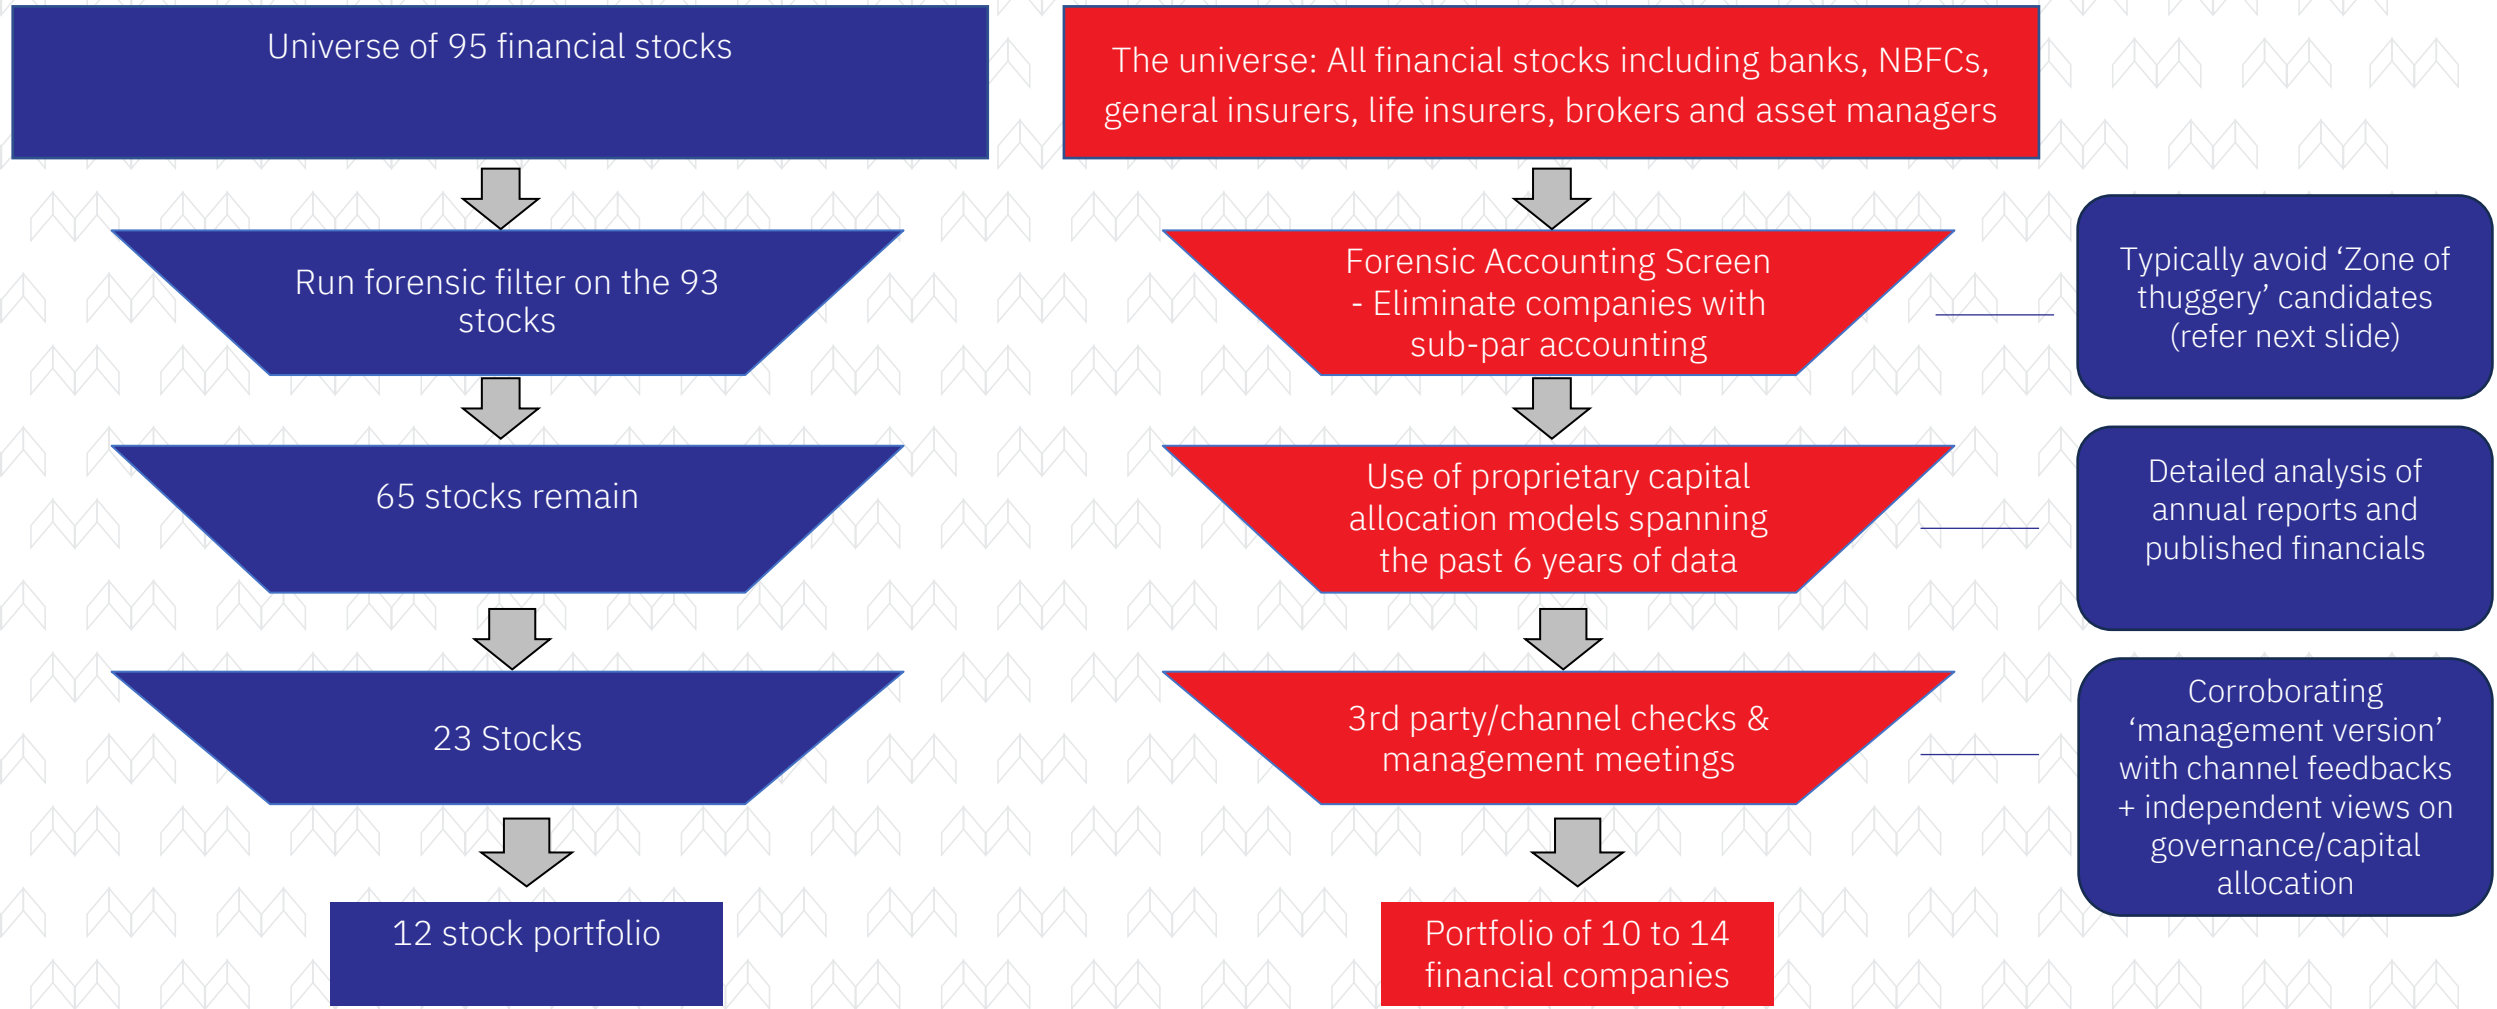 Universe of 95 financial stocks
Run forensic filter on the 93
stocks
65 stocks remain
23 Stocks
12 stock portfolio
The universe: All financial stocks including banks, NBFCs,
general insurers, life insurers, brokers and asset managers
Forensic Accounting Screen
- Eliminate companies with
sub-par accounting
Use of proprietary capital
allocation models spanning
the past 6 years of data
3rd party/channel checks &
management meetings
Portfolio of 10 to 14
financial companies
Typically avoid ‘Zone of
thuggery’ candidates
(refer next slide)
Detailed analysis of
annual reports and
published financials
Corroborating
‘management version’
with channel feedbacks
+ independent views on
governance/capital
allocation